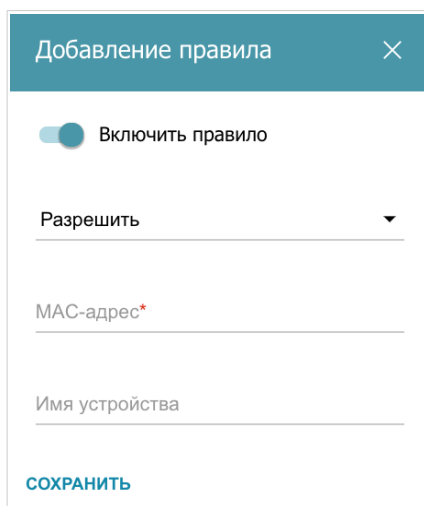 Добавление правила
Включить правило
Разрешить
MAC-адрес*
Имя устройства
СОХРАНИТЬ